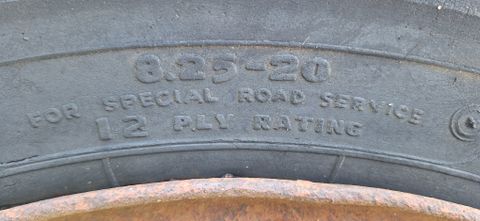 8.25-20
FOR SPECIAL ROAD SERVICE
12 PLY RATING